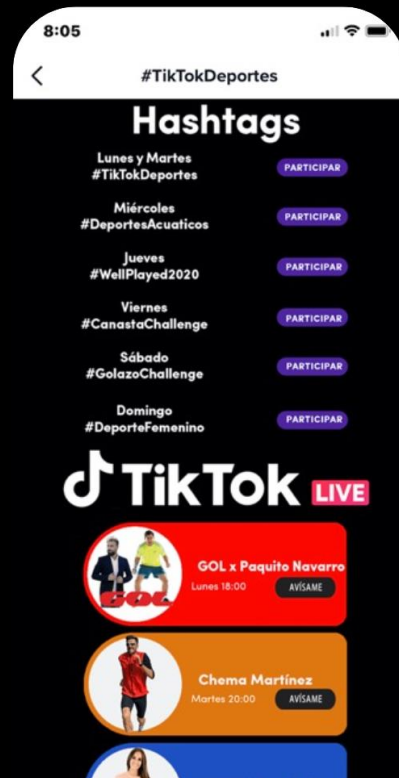 8:05
#TikTokDeportes
Hashtags
Lunes y Martes
#TikTokDeportes
PARTICIPAR
Miércoles
#DeportesAcuaticos
PARTICIPAR
Jueves
#WellPlayed2020
PARTICIPAR
Viernes
#CanastaChallenge
PARTICIPAR
Sábado
#GolazoChallenge
PARTICIPAR
Domingo
#DeporteFemenino
PARTICIPAR
TikTok LIVE
GOL
GOL x Paquito Navarro
Lunes 18:00
AVÍSAME
Chema Martínez
Martes 20:00
AVÍSAME